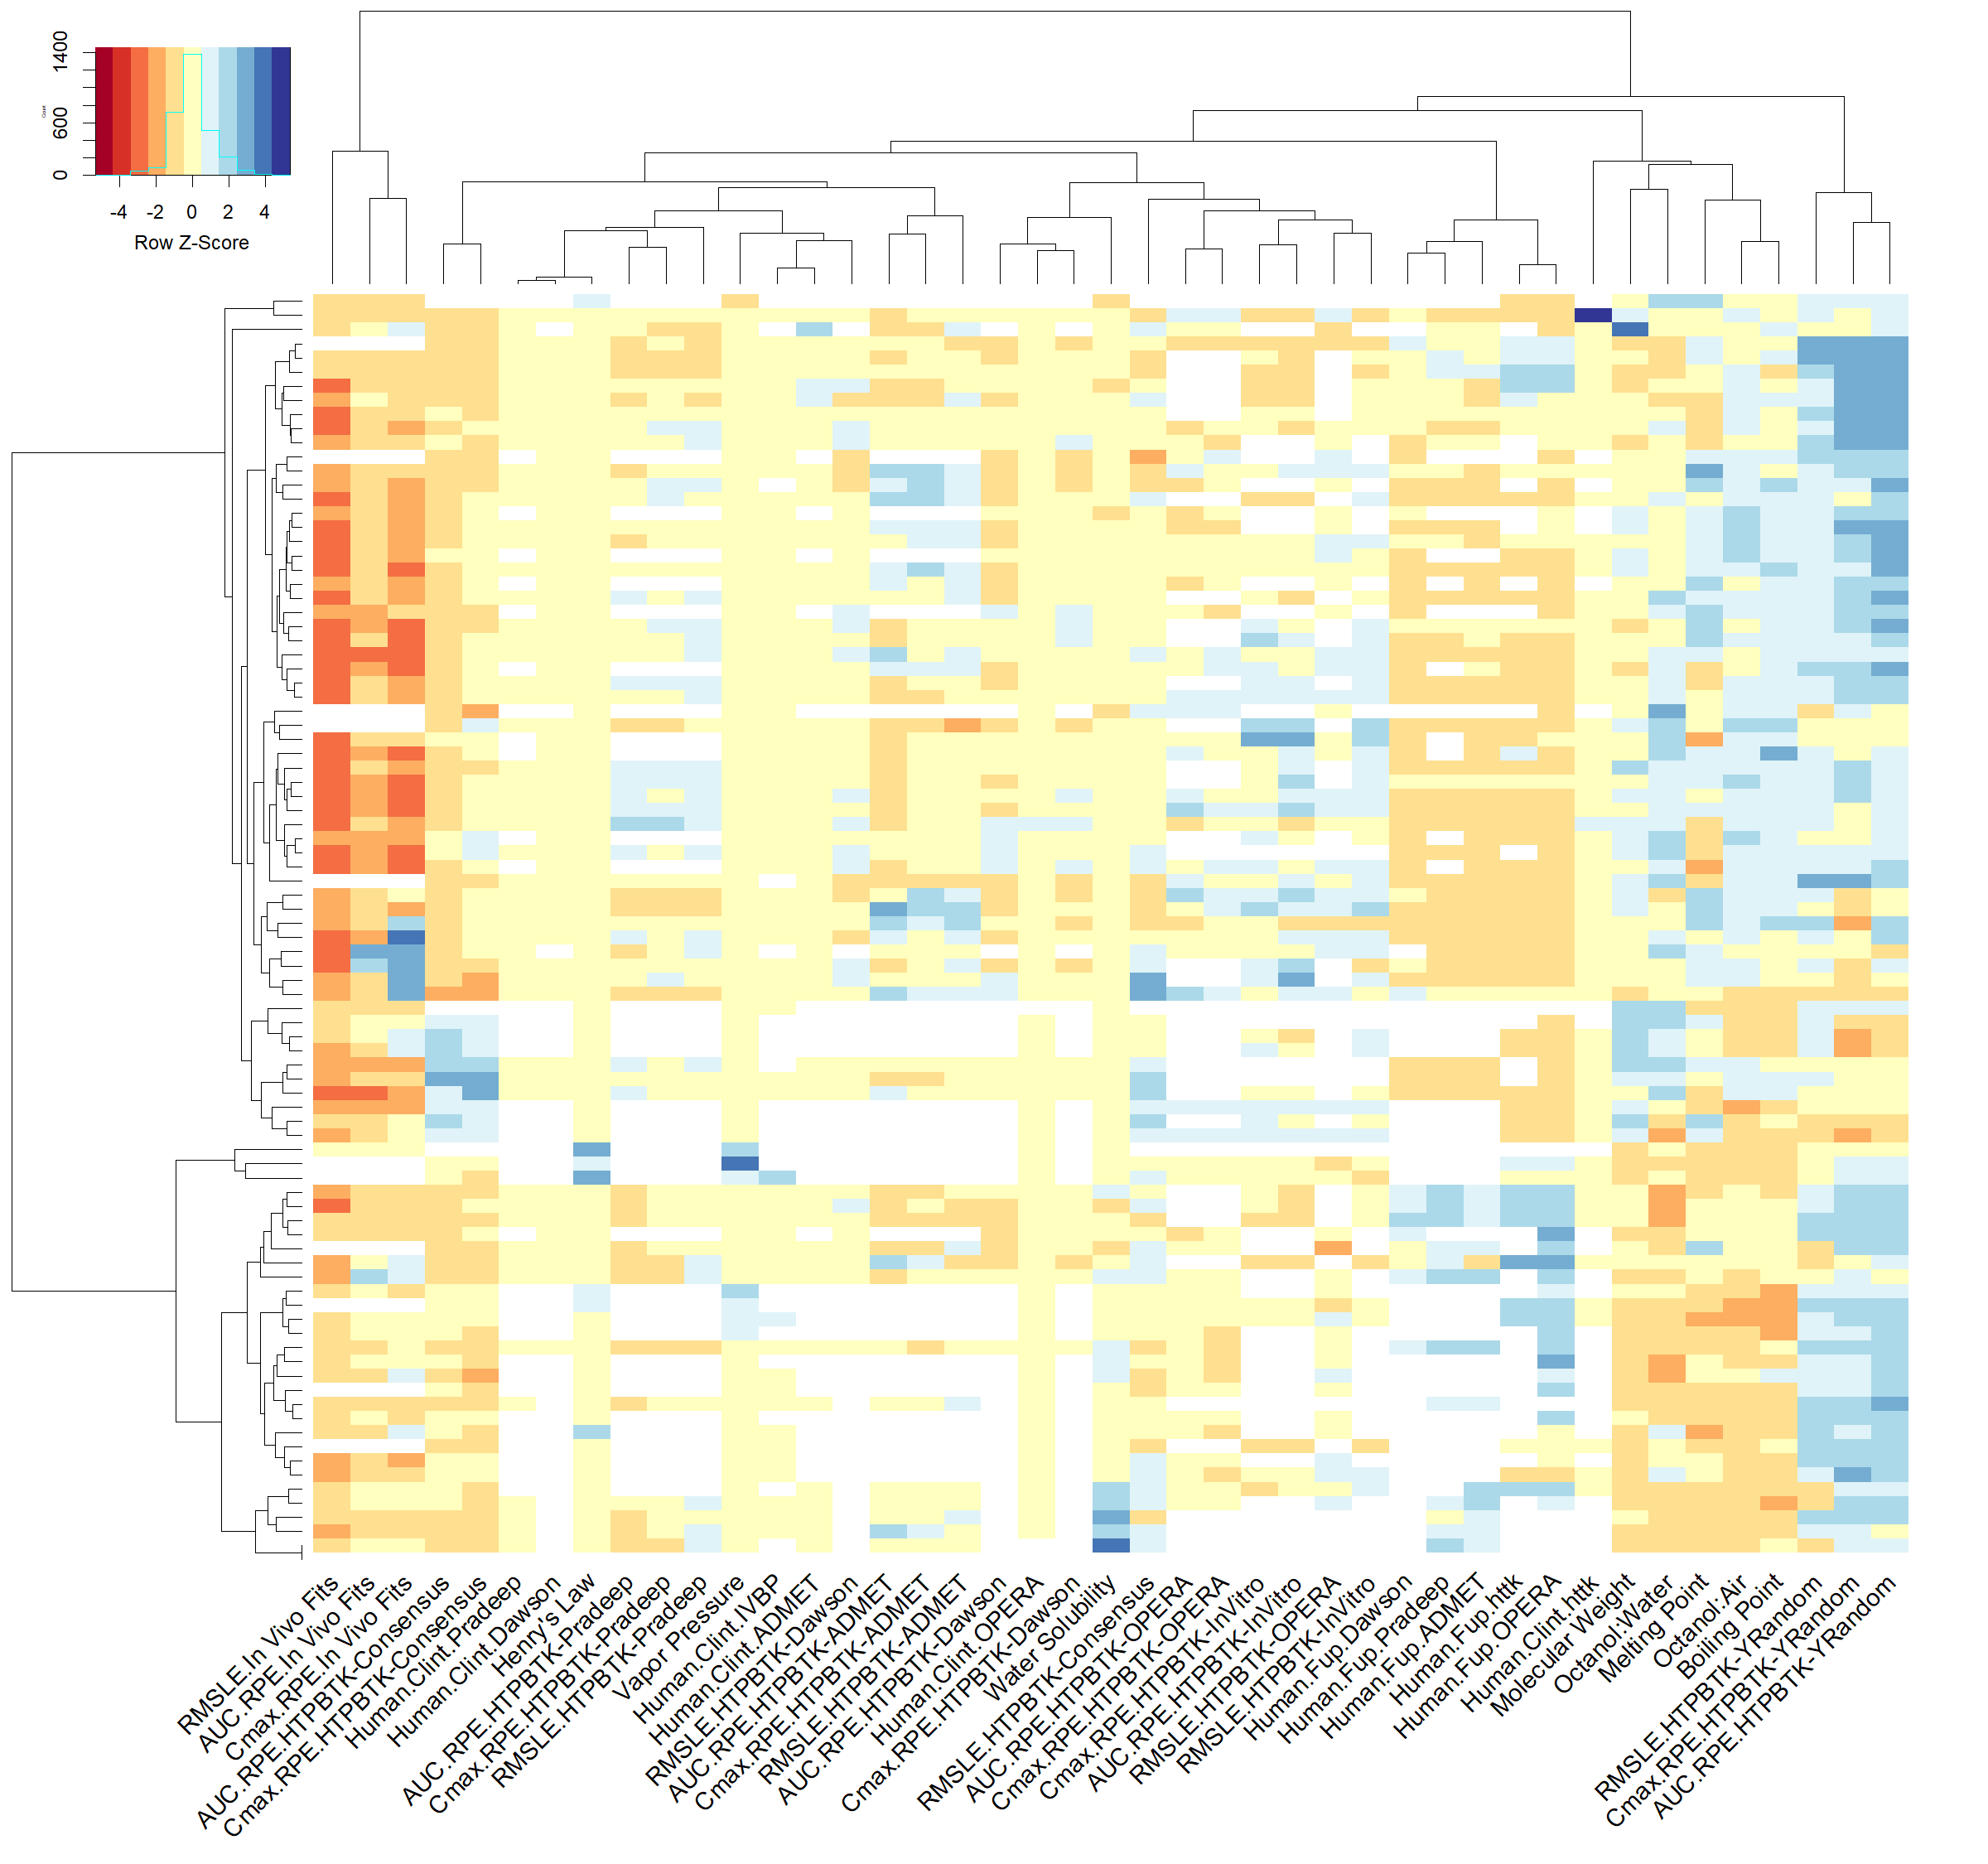 1400
600
0
Count
-4 -2 0 2 4
Row Z-Score
RMSLE.In Vivo Fits
AUC.RPE.In Vivo Fits
Cmax.RPE.In Vivo Fits
AUC.RPE.HTPBTK-Consensus
Cmax.RPE.HTPBTK-Consensus
Human.Clint.Pradeep
Human.Clint.Dawson
Henry's Law
AUC.RPE.HTPBTK-Pradeep
Cmax.RPE.HTPBTK-Pradeep
RMSLE.HTPBTK-Pradeep
Vapor Pressure
Human.Clint.IVBP
Human.Clint.ADMET
RMSLE.HTPBTK-Dawson
AUC.RPE.HTPBTK-ADMET
Cmax.RPE.HTPBTK-ADMET
RMSLE.HTPBTK-ADMET
AUC.RPE.HTPBTK-Dawson
Human.Clint.OPERA
Cmax.RPE.HTPBTK-Dawson
Water Solubility
RMSLE.HTPBTK-Consensus
AUC.RPE.HTPBTK-OPERA
Cmax.RPE.HTPBTK-OPERA
Cmax.RPE.HTPBTK-InVitro
AUC.RPE.HTPBTK-InVitro
RMSLE.HTPBTK-OPERA
RMSLE.HTPBTK-InVitro
Human.Fup.Dawson
Human.Fup.Pradeep
Human.Fup.ADMET
Human.Fup.httk
Human.Fup.OPERA
Human.Clint.httk
Molecular Weight
Octanol:Water
Melting Point
Octanol:Air
Boiling Point
RMSLE.HTPBTK-YRandom
Cmax.RPE.HTPBTK-YRandom
AUC.RPE.HTPBTK-YRandom